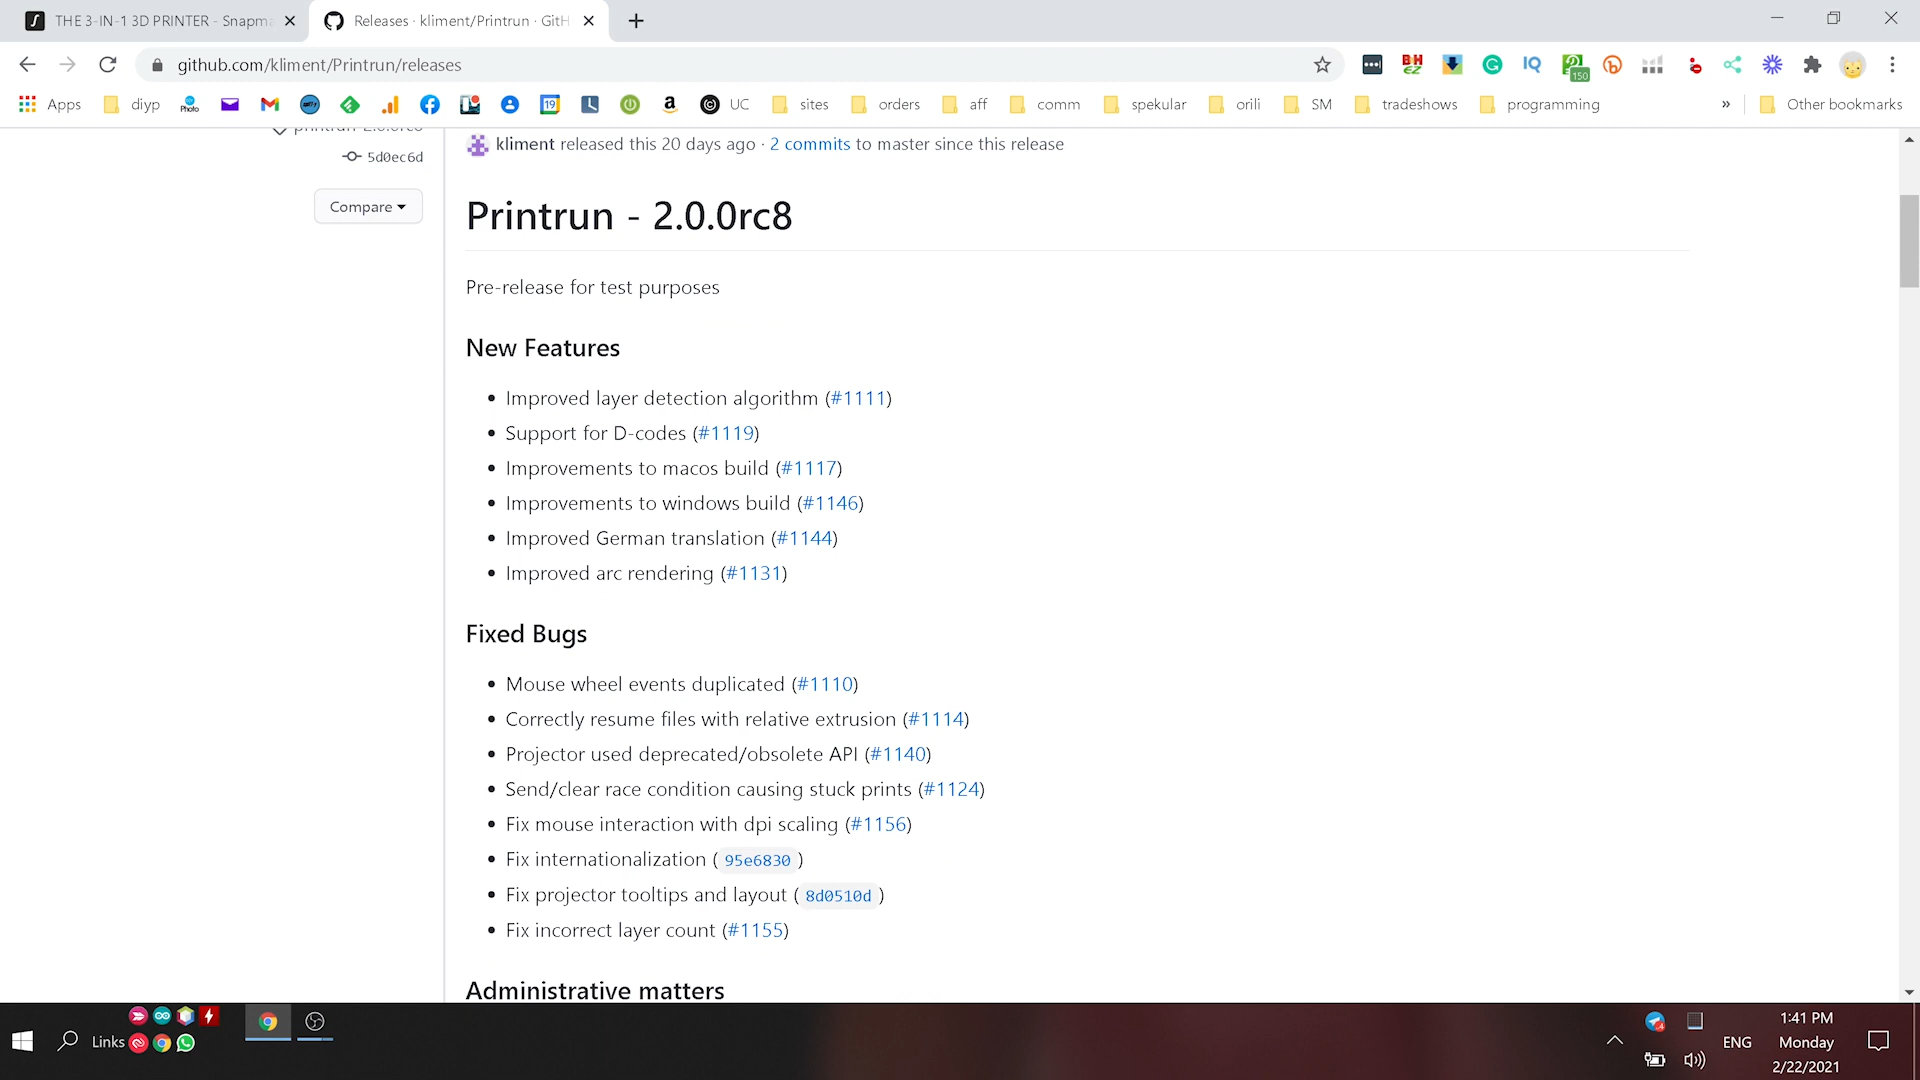 THE 3-IN-1 3D PRINTER - Snapma
Releases · kliment/Printrun · GitH
github.com/kliment/Printrun/releases
150
Apps diyp Photo 19 UC sites orders aff comm spekular orili SM tradeshows programming » Other bookmarks
printrun-2.0.0rc8
kliment released this 20 days ago · 2 commits to master since this release
5d0ec6d
Compare
Printrun - 2.0.0rc8
Pre-release for test purposes
New Features
• Improved layer detection algorithm (#1111)
• Support for D-codes (#1119)
• Improvements to macos build (#1117)
• Improvements to windows build (#1146)
• Improved German translation (#1144)
• Improved arc rendering (#1131)
Fixed Bugs
• Mouse wheel events duplicated (#1110)
• Correctly resume files with relative extrusion (#1114)
• Projector used deprecated/obsolete API (#1140)
• Send/clear race condition causing stuck prints (#1124)
• Fix mouse interaction with dpi scaling (#1156)
• Fix internationalization ( 95e6830 )
• Fix projector tooltips and layout ( 8d0510d )
• Fix incorrect layer count (#1155)
Administrative matters
Links
ENG
1:41 PM
Monday
2/22/2021